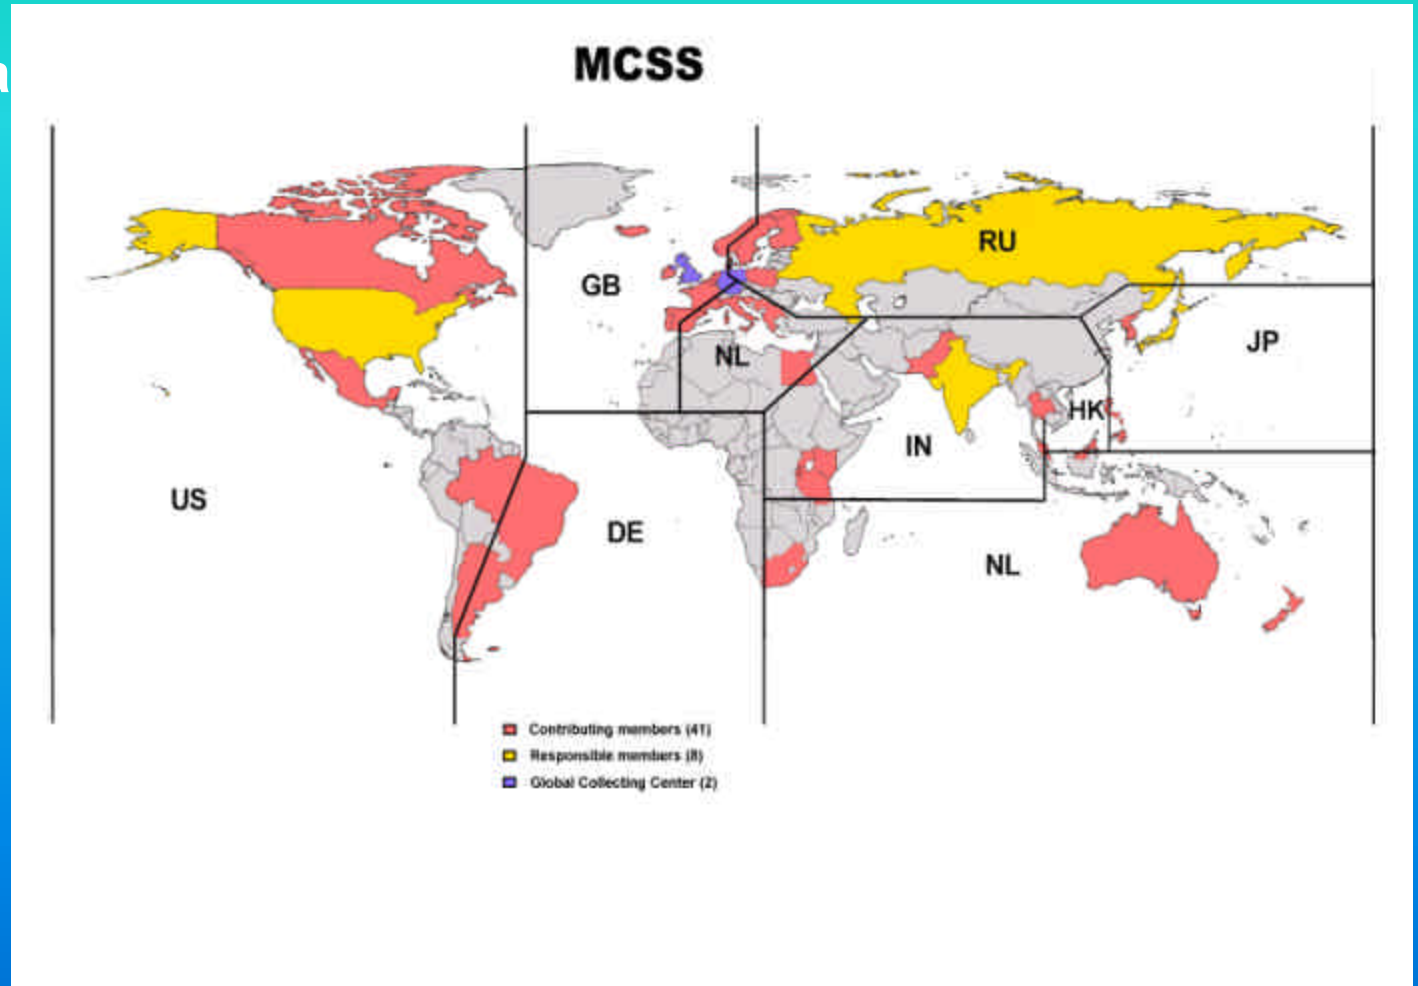 MCSS
RU
GB
JP
NL
HK
IN
US
DE
NL
Contributing members (41)
Responsible members (8)
Global Collecting Center (2)